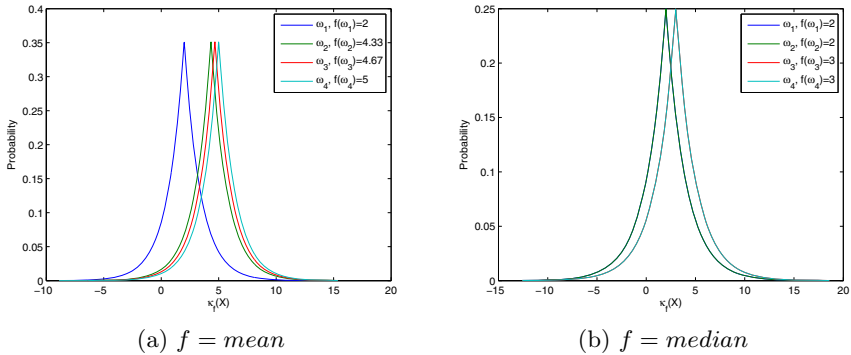 0.4
0.35
0.3
0.25
0.2
0.15
0.1
0.05
0
Probability
−10
−5
0
5
10
15
20
κf(X)
ω1, f(ω1)=2
ω2, f(ω2)=4.33
ω3, f(ω3)=4.67
ω4, f(ω4)=5
(a) f = mean
0.25
0.2
0.15
0.1
0.05
0
Probability
−15
−10
−5
0
5
10
15
20
κf(X)
ω1, f(ω1)=2
ω2, f(ω2)=2
ω3, f(ω3)=3
ω4, f(ω4)=3
(b) f = median